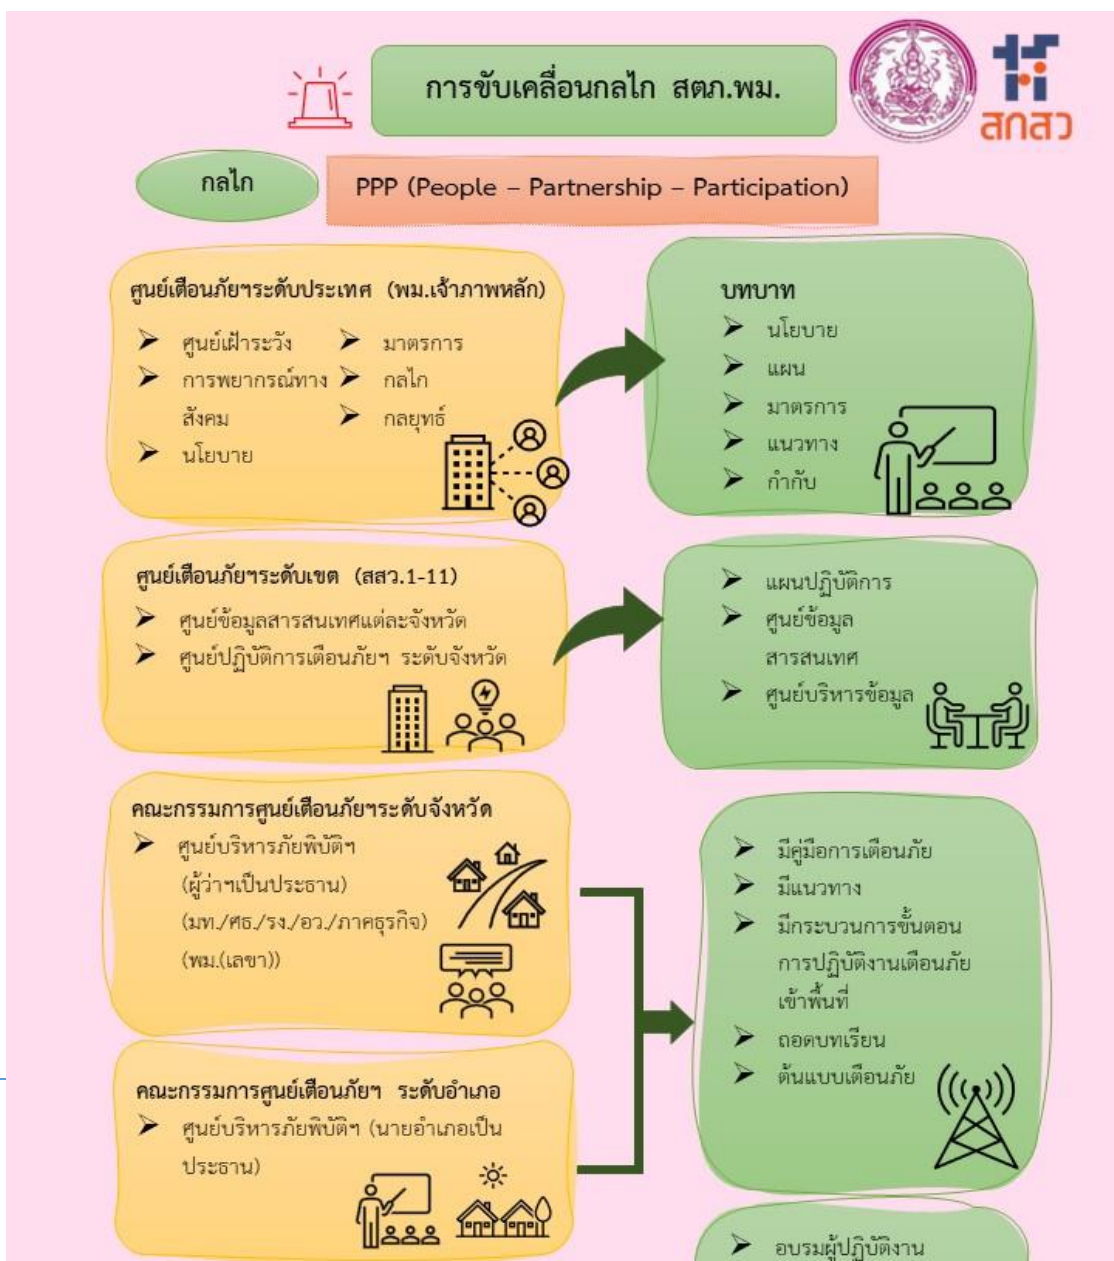 การขับเคลื่อนกลไก สตภ.พม.
สกสว
กลไก
PPP (People – Partnership – Participation)
ศูนย์เตือนภัยฯระดับประเทศ (พม.เจ้าภาพหลัก)
ศูนย์เฝ้าระวัง
การพยากรณ์ทาง
สังคม
นโยบาย
มาตรการ
กลไก
กลยุทธ์
บทบาท
นโยบาย
แผน
มาตรการ
แนวทาง
กำกับ
ศูนย์เตือนภัยฯระดับเขต (สสว.1-11)
ศูนย์ข้อมูลสารสนเทศแต่ละจังหวัด
ศูนย์ปฏิบัติการเตือนภัยฯ ระดับจังหวัด
แผนปฏิบัติการ
ศูนย์ข้อมูล
สารสนเทศ
ศูนย์บริหารข้อมูล
คณะกรรมการศูนย์เตือนภัยฯระดับจังหวัด
ศูนย์บริหารภัยพิบัติฯ
(ผู้ว่าฯเป็นประธาน)
(มท./ศธ./รง./อว./ภาคธุรกิจ)
(พม.(เลขา))
คณะกรรมการศูนย์เตือนภัยฯ ระดับอำเภอ
ศูนย์บริหารภัยพิบัติฯ (นายอำเภอเป็น
ประธาน)
มีคู่มือการเตือนภัย
มีแนวทาง
มีกระบวนการขั้นตอน
การปฏิบัติงานเตือนภัย
เข้าพื้นที่
ถอดบทเรียน
ต้นแบบเตือนภัย
อบรมผู้ปฏิบัติงาน